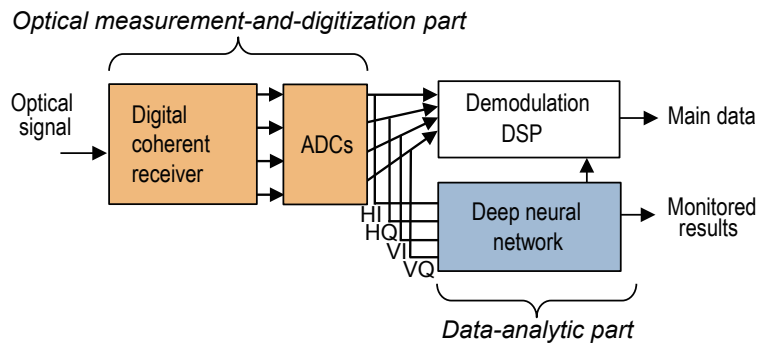 Optical measurement-and-digitization part
Optical
signal
Digital
coherent
receiver
ADCs
Demodulation
DSP
Main data
HI
HQ
VI
VQ
Deep neural
network
Monitored
results
Data-analytic part